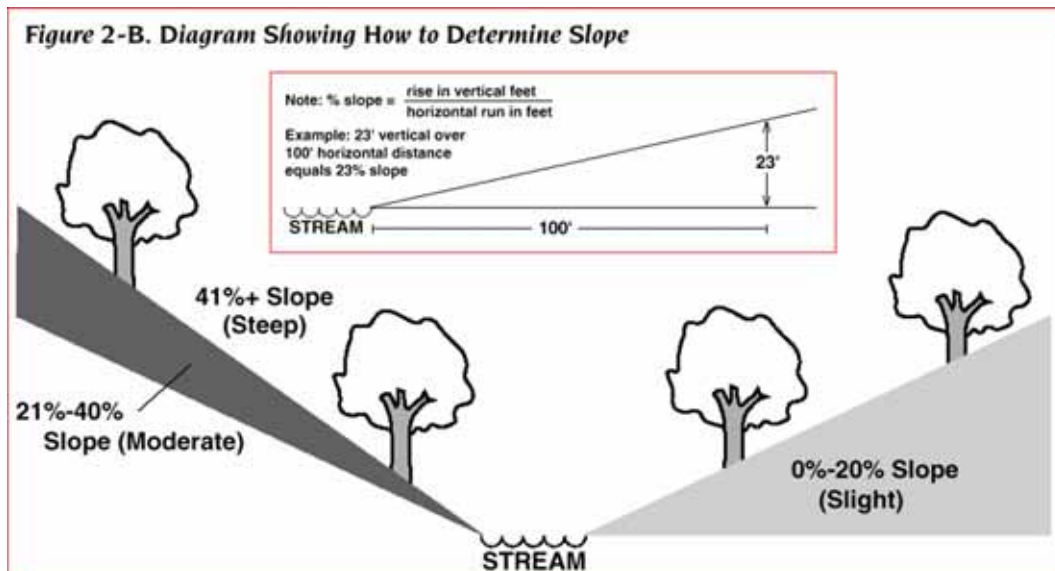 Figure 2-B. Diagram Showing How to Determine Slope
Note: % slope = rise in vertical feet
horizontal run in feet
Example: 23' vertical over
100' horizontal distance
equals 23% slope
23'
STREAM
100'
41%+ Slope
(Steep)
21%-40%
Slope (Moderate)
0%-20% Slope
(Slight)
STREAM